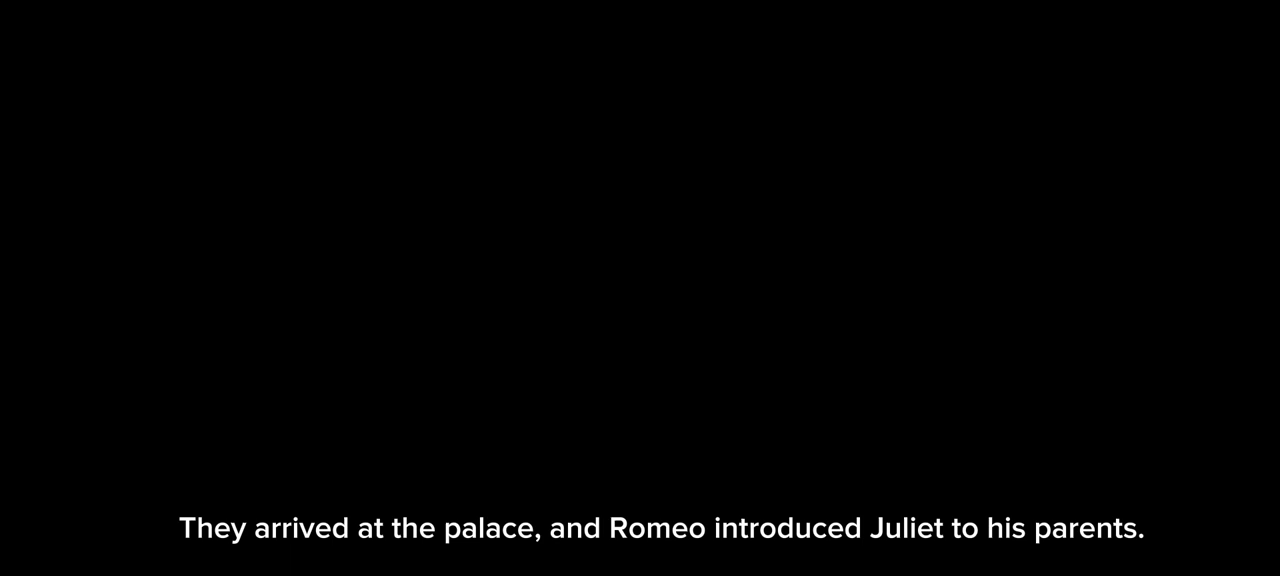 They arrived at the palace, and Romeo introduced Juliet to his parents.